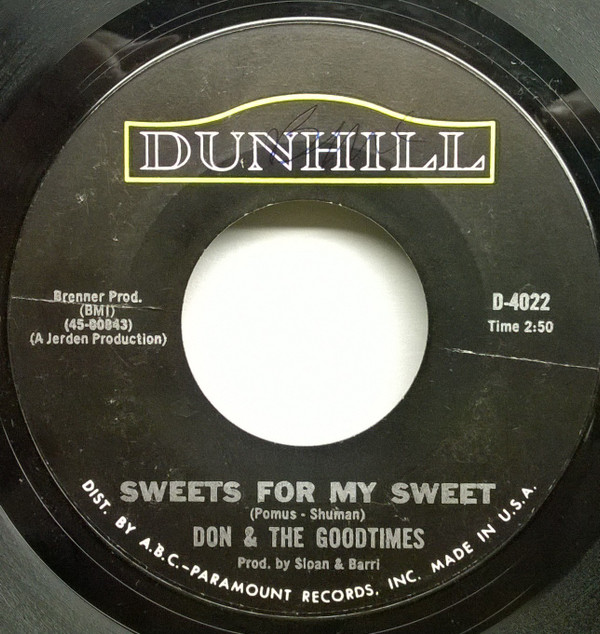 DUNHILL
Brenner Prod.
(BMI)
(45-80843)
(A Jerden Production)
D-4022
Time 2:50
SWEETS FOR MY SWEET
(Pomus - Shuman)
DON & THE GOODTIMES
Prod. by Sloan & Barri
DIST. BY A.B.C.-PARAMOUNT RECORDS, INC. MADE IN U.S.A.